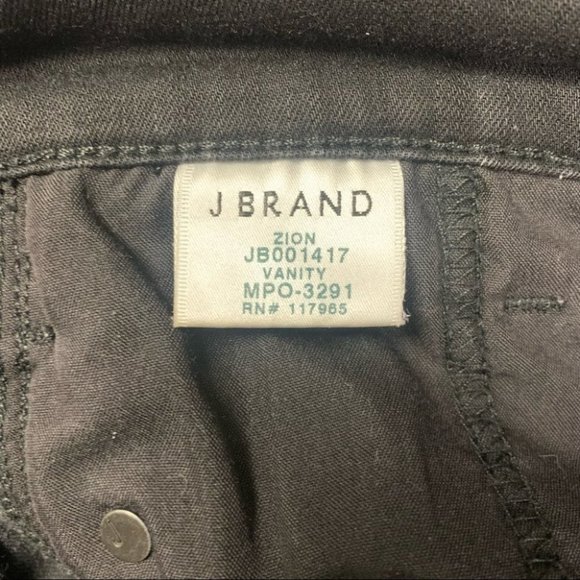 J BRAND
ZION
JB001417
VANITY
MPO-3291
RN# 117965